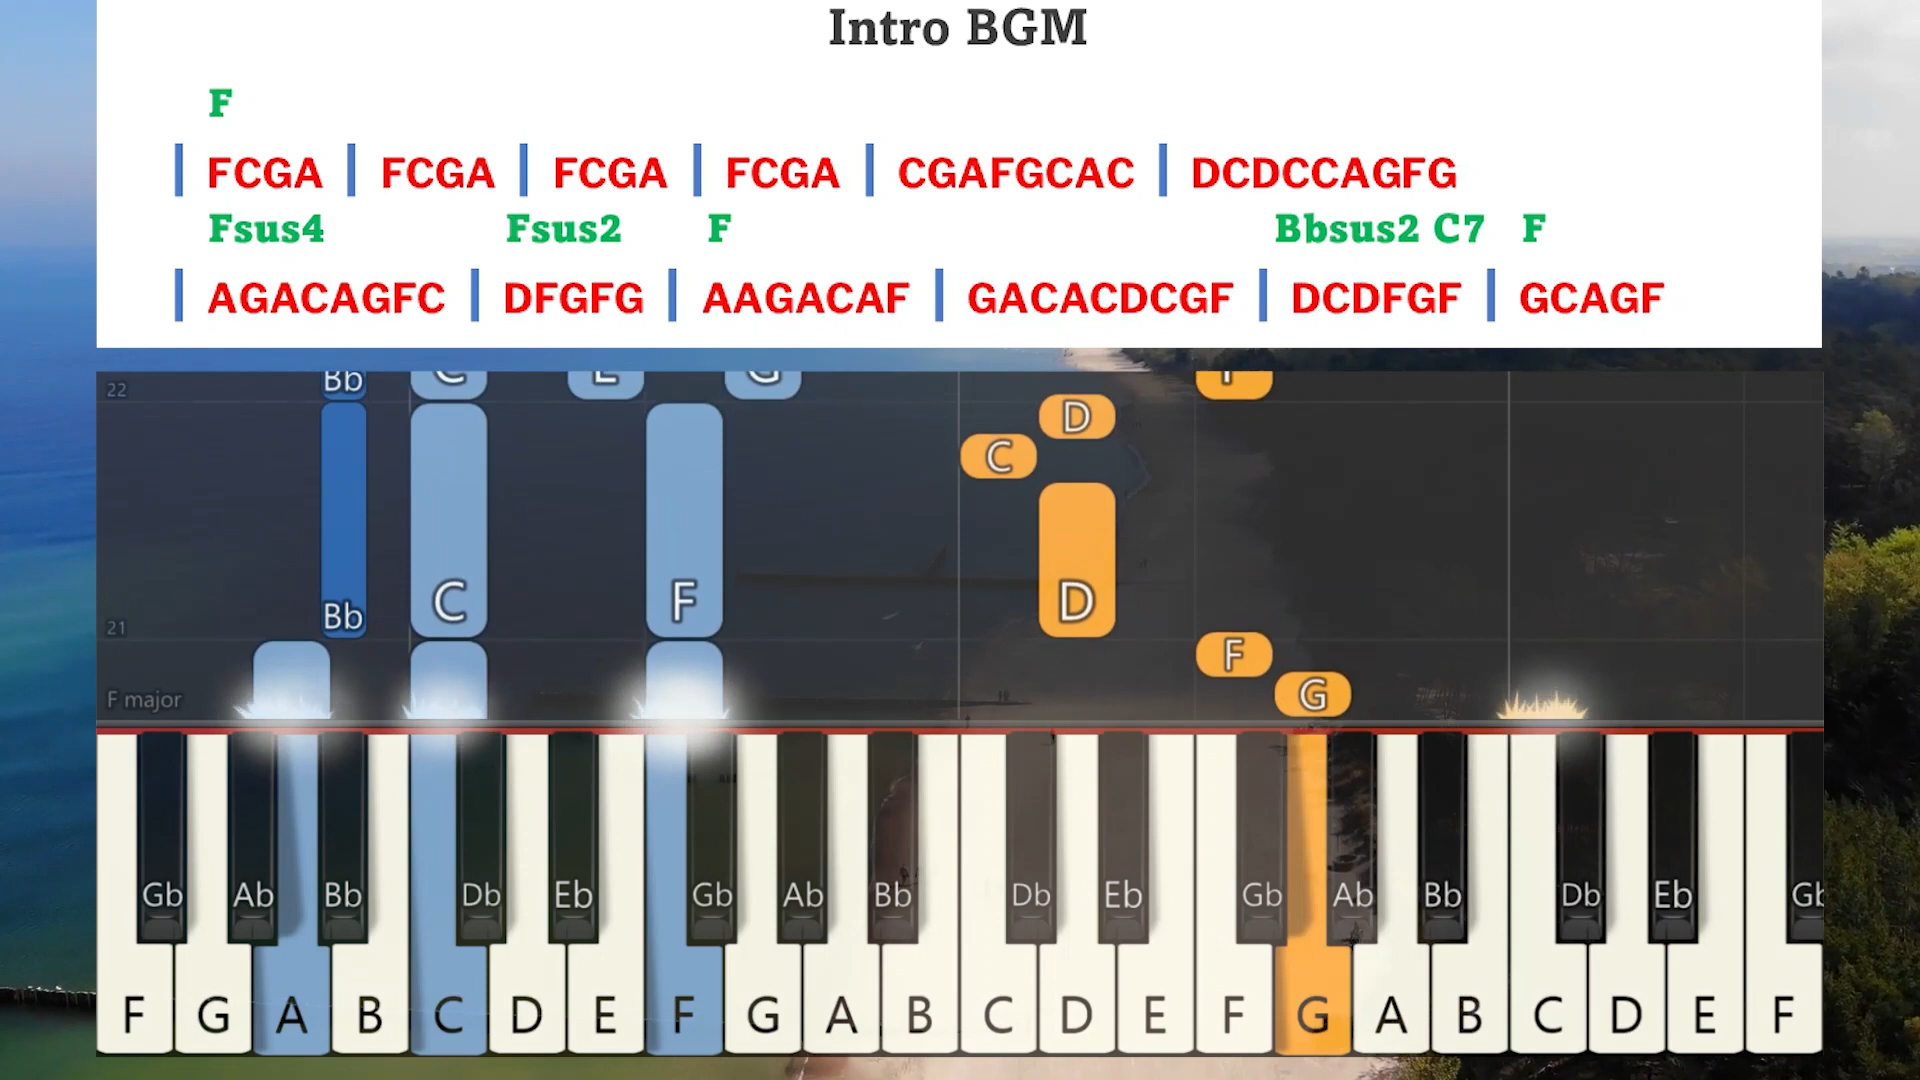 Intro BGM
F
| FCGA | FCGA | FCGA | FCGA | CGAFGCAC | DCDCCAGFG
Fsus4 Fsus2 F Bbsus2 C7 F
| AGACAGFC | DFGFG | AAGACAF | GACACDCGF | DCDFGF | GCAGF
22 Bb C E G F
D
C
Bb C F D
21
F
F major G
Gb Ab Bb Db Eb Gb Ab Bb Db Eb Gb Ab Bb Db Eb Gb
F G A B C D E F G A B C D E F G A B C D E F